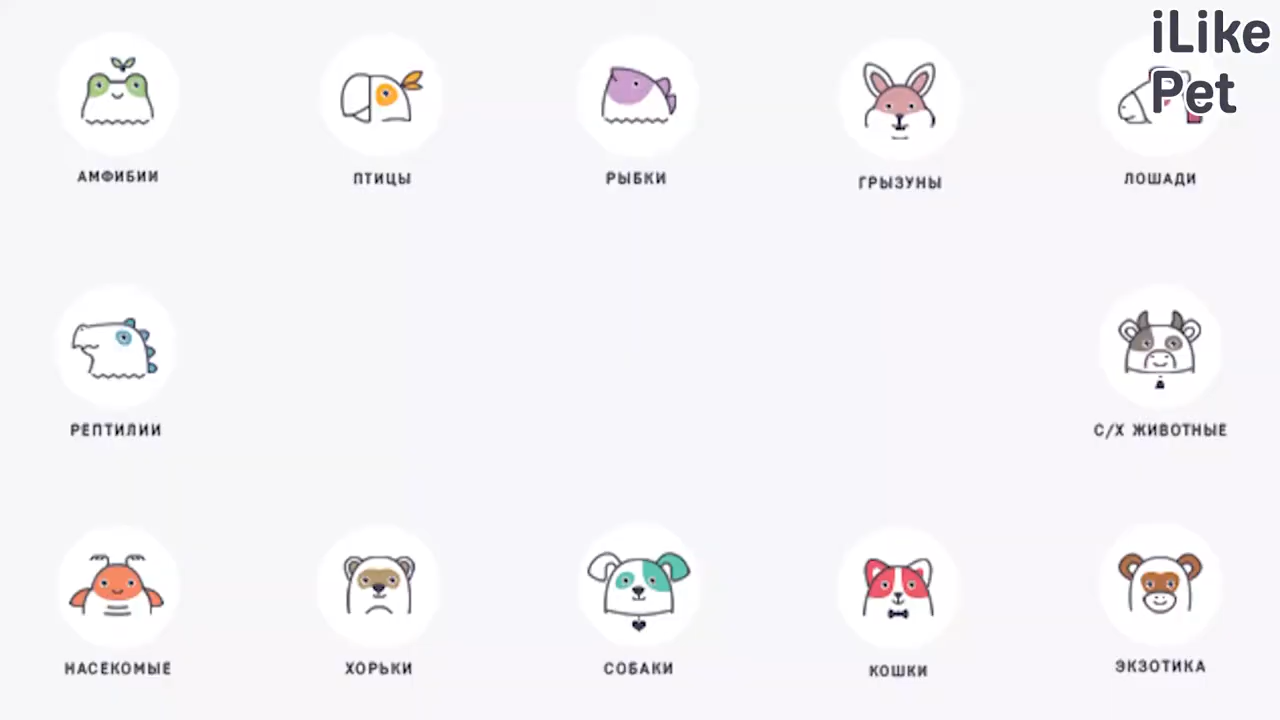 iLike
Pet
АМФИБИИ
ПТИЦЫ
РЫБКИ
ГРЫЗУНЫ
ЛОШАДИ
РЕПТИЛИИ
С/Х ЖИВОТНЫЕ
НАСЕКОМЫЕ
ХОРЬКИ
СОБАКИ
КОШКИ
ЭКЗОТИКА